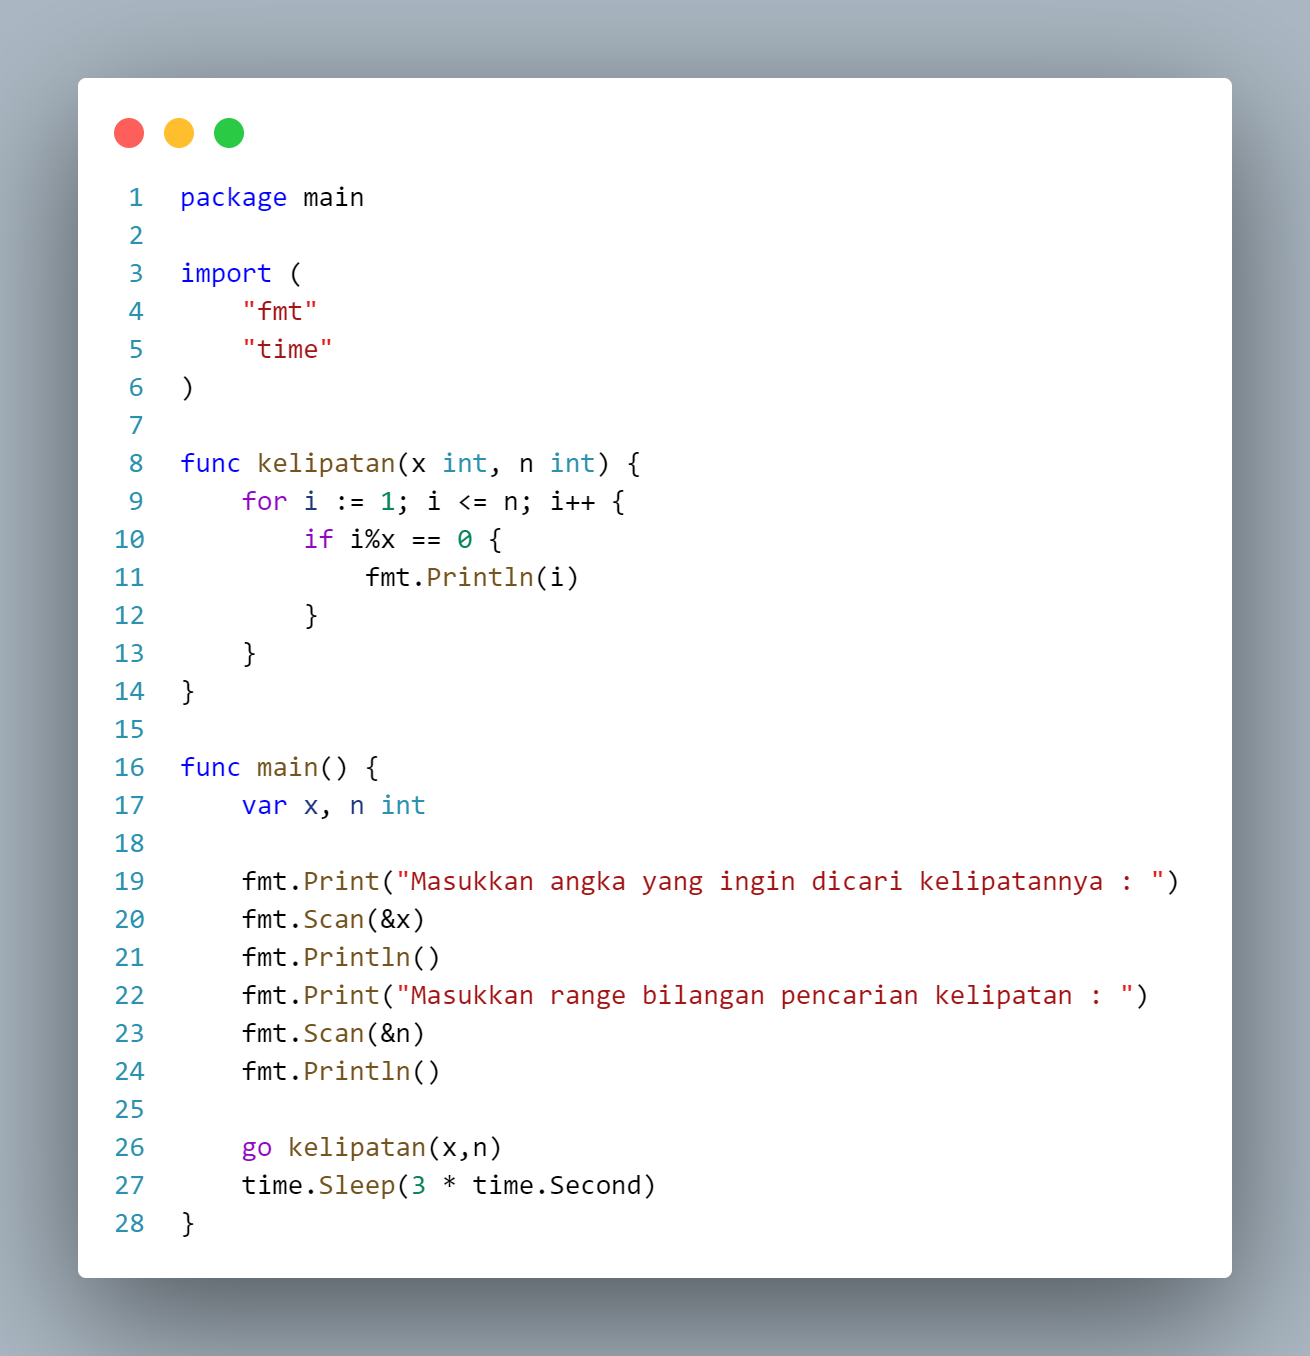 1 package main
2
3 import (
4     "fmt"
5     "time"
6 )
7
8 func kelipatan(x int, n int) {
9     for i := 1; i <= n; i++ {
10         if i%x == 0 {
11             fmt.Println(i)
12         }
13     }
14 }
15
16 func main() {
17     var x, n int
18
19     fmt.Print("Masukkan angka yang ingin dicari kelipatannya : ")
20     fmt.Scan(&x)
21     fmt.Println()
22     fmt.Print("Masukkan range bilangan pencarian kelipatan : ")
23     fmt.Scan(&n)
24     fmt.Println()
25
26     go kelipatan(x,n)
27     time.Sleep(3 * time.Second)
28 }